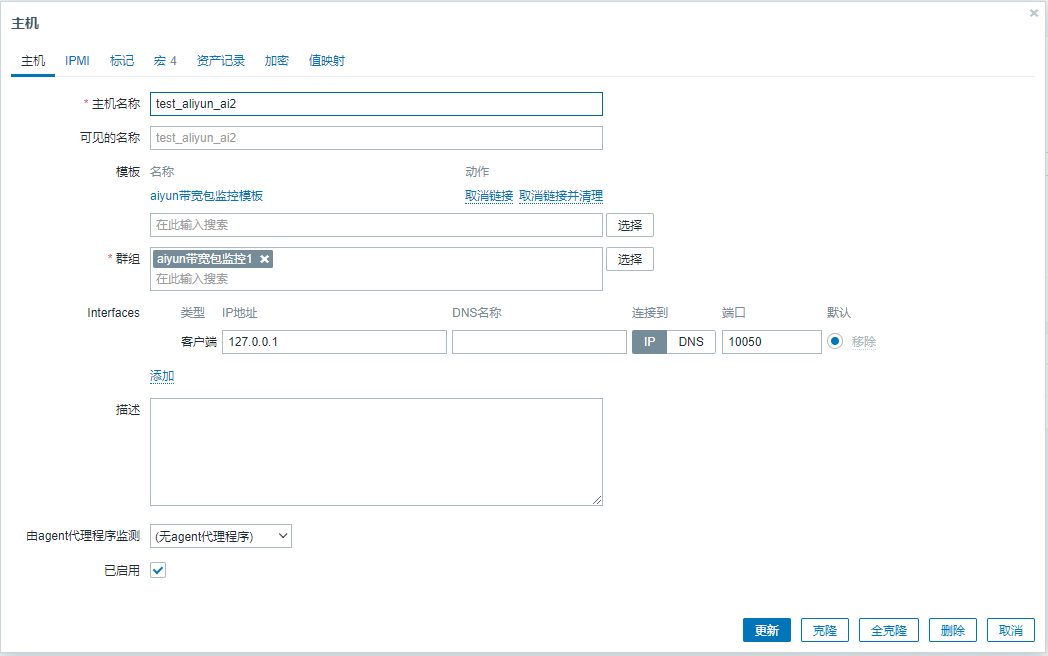 主机
主机 IPMI 标记 宏 4 资产记录 加密 值映射
* 主机名称 test_aliyun_ai2
可见的名称 test_aliyun_ai2
模板 名称 动作
aiyun带宽包监控模板 取消链接 取消链接并清理
在此输入搜索 选择
* 群组 aiyun带宽包监控1 选择
在此输入搜索
Interfaces 类型 IP地址 DNS名称 连接到 端口 默认
客户端 127.0.0.1 IP DNS 10050 移除
添加
描述
由agent代理程序监测 (无agent代理程序)
已启用
更新 克隆 全克隆 删除 取消